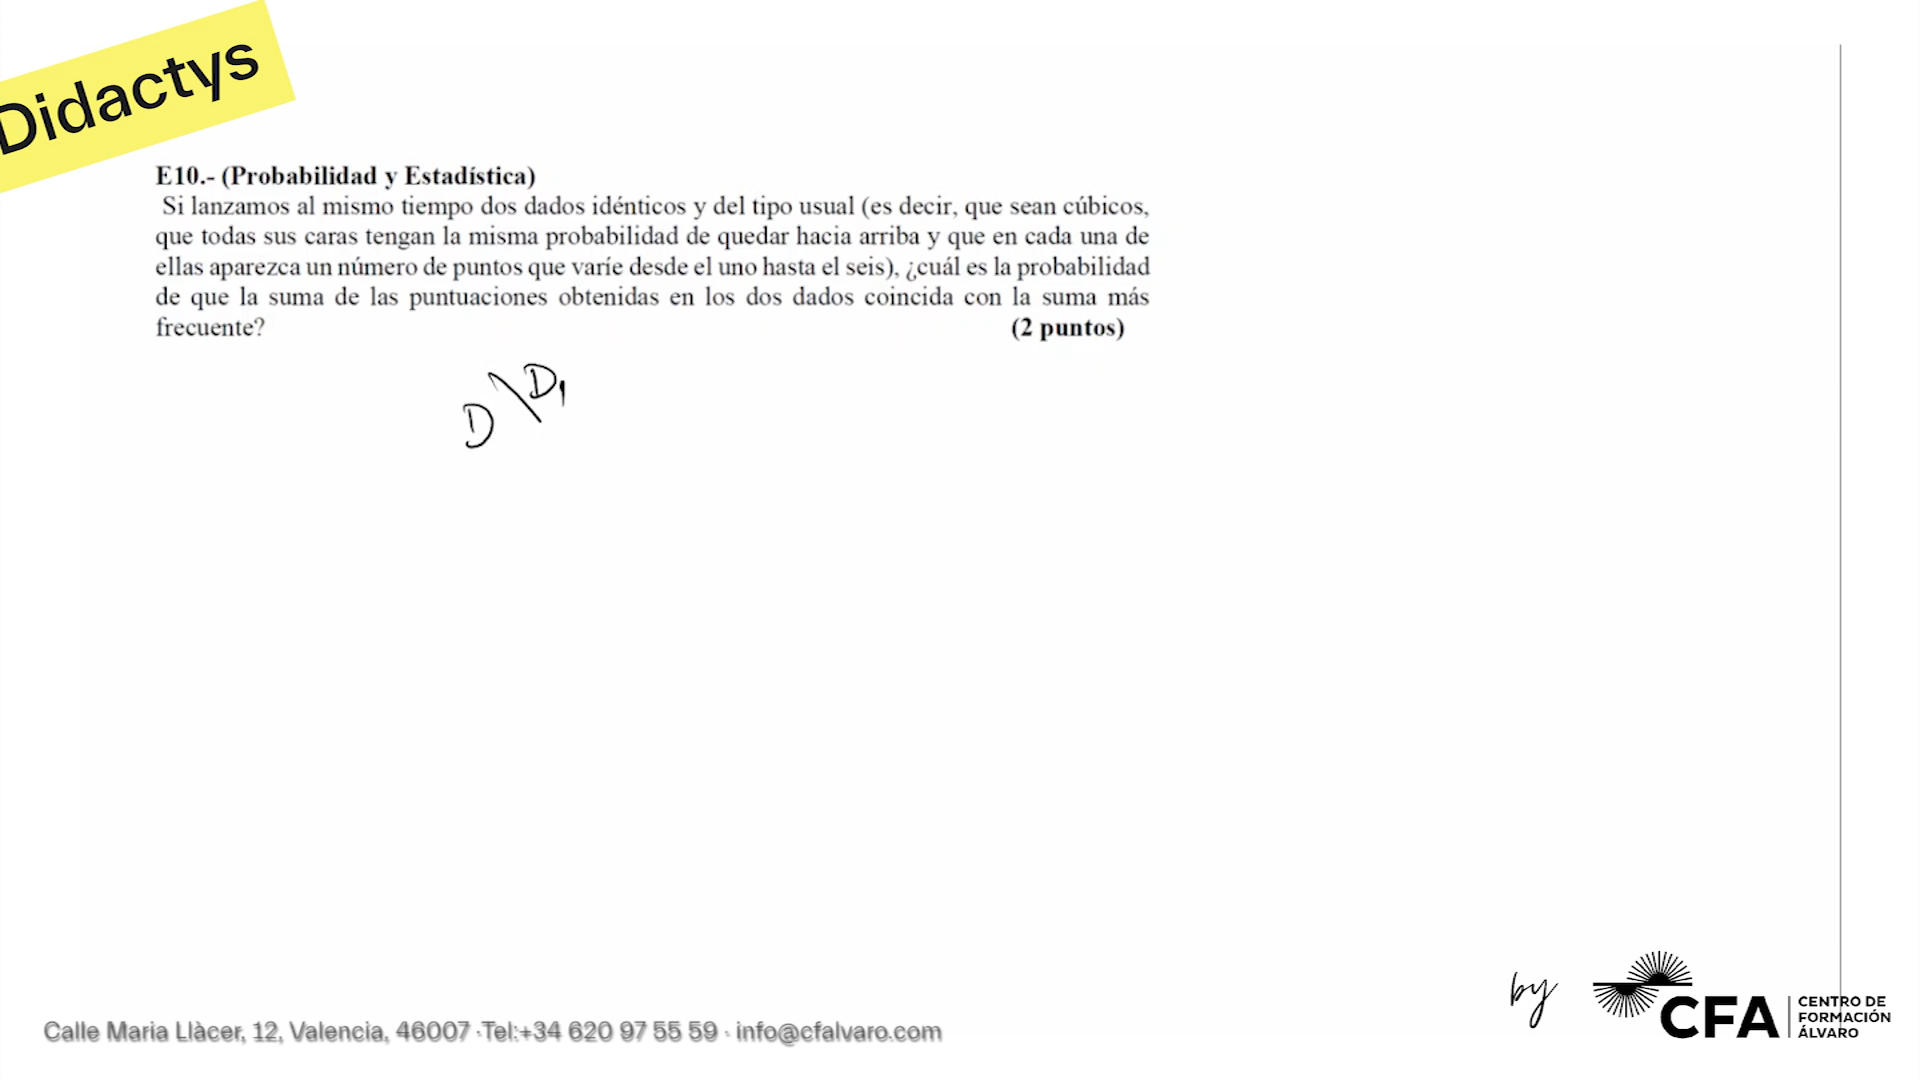 Didactys
E10.- (Probabilidad y Estadística)
Si lanzamos al mismo tiempo dos dados idénticos y del tipo usual (es decir, que sean cúbicos,
que todas sus caras tengan la misma probabilidad de quedar hacia arriba y que en cada una de
ellas aparezca un número de puntos que varíe desde el uno hasta el seis), ¿cuál es la probabilidad
de que la suma de las puntuaciones obtenidas en los dos dados coincida con la suma más
frecuente? (2 puntos)
D \ D₁
by
CFA
CENTRO DE
FORMACIÓN
ÁLVARO
Calle Maria Llàcer, 12, Valencia, 46007 · Tel:+34 620 97 55 59 · info@cfalvaro.com